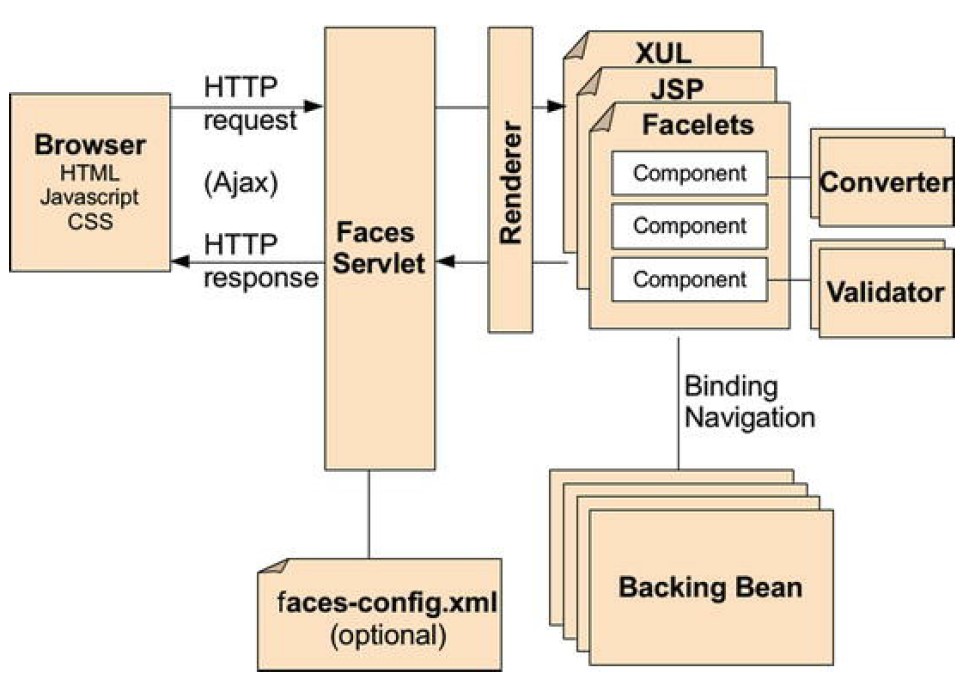 XUL
JSP
Facelets
HTTP
request
Browser
HTML
Javascript
CSS
(Ajax)
HTTP
response
Faces
Servlet
Renderer
Component
Component
Component
Converter
Validator
Binding
Navigation
Backing Bean
faces-config.xml
(optional)